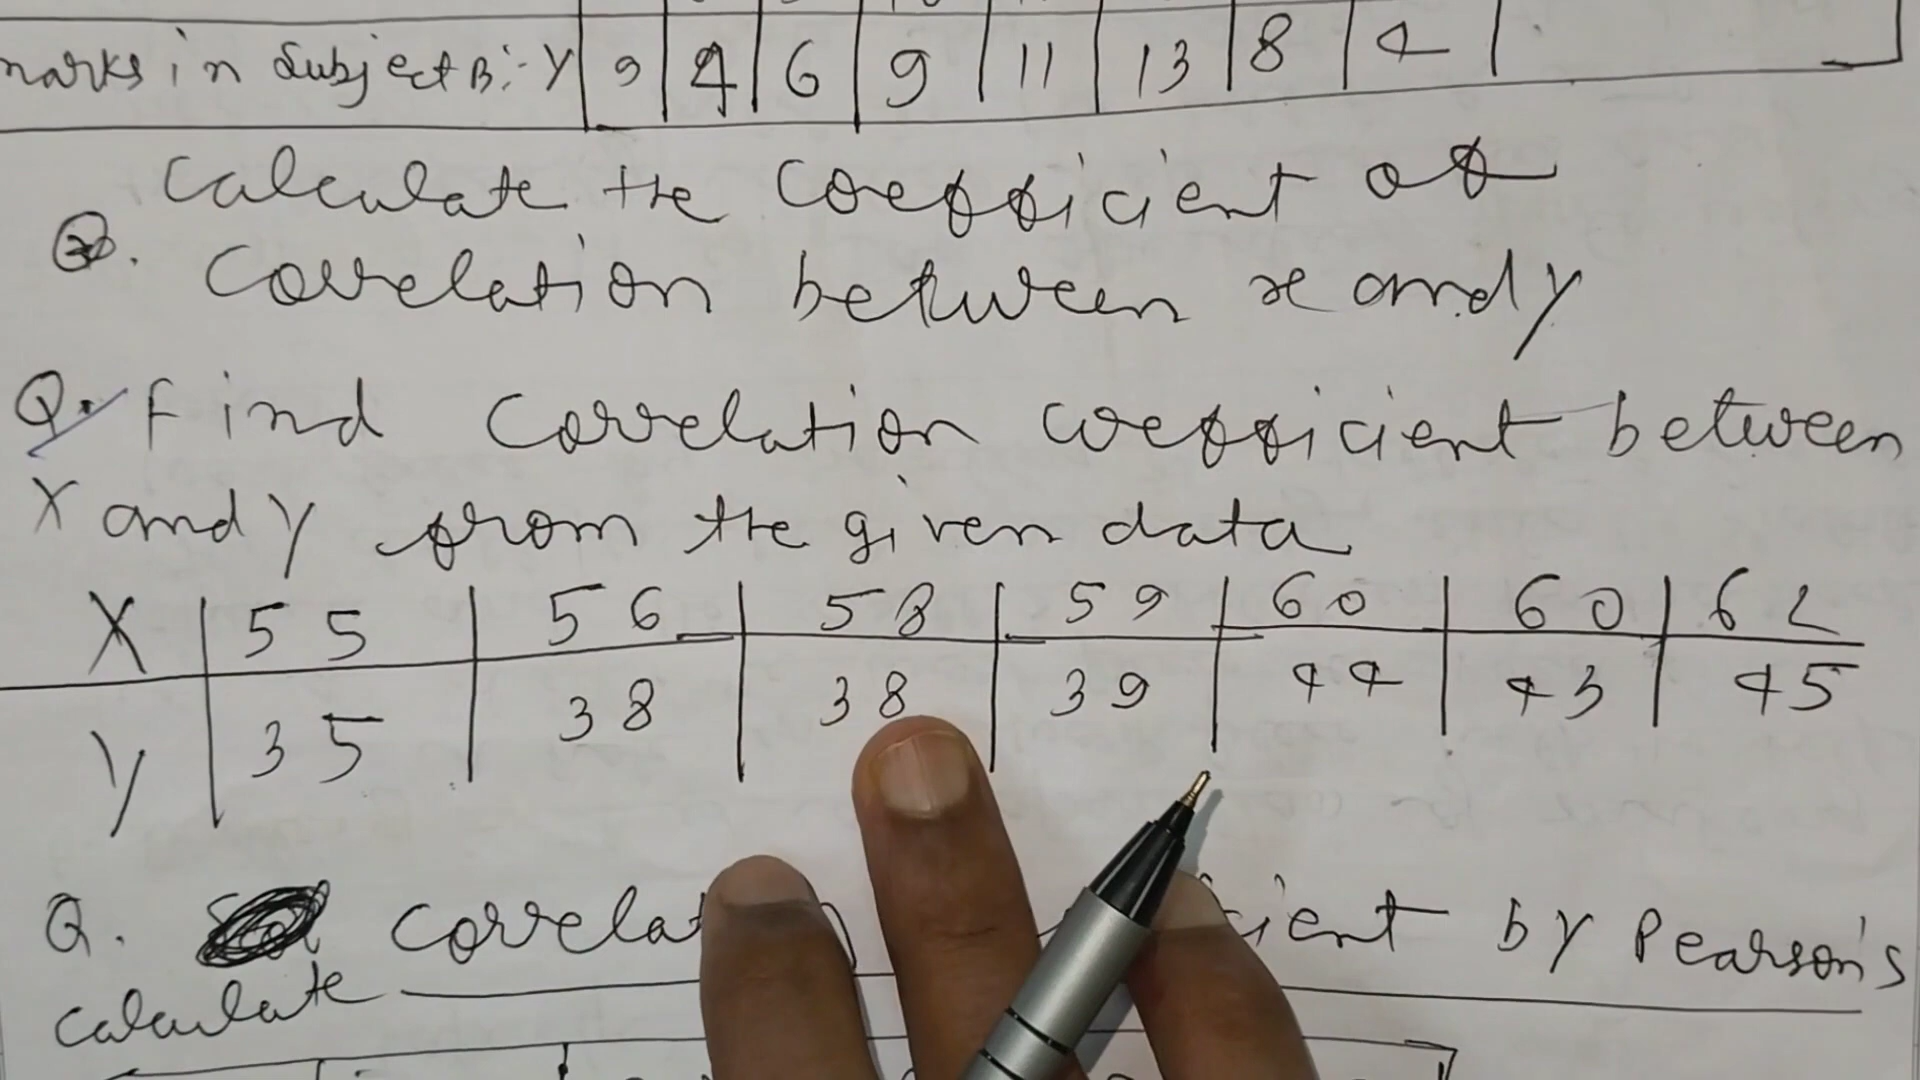 marks in Subject B:- Y 9 4 6 9 11 13 8 4
Calculate the coefficient of
Correlation between x and y
Q. Find correlation coefficient between
X and y from the given data
X 55 56 58 59 60 60 62
Y 35 38 38 39 44 43 45
Q. by Pearson's
calculate